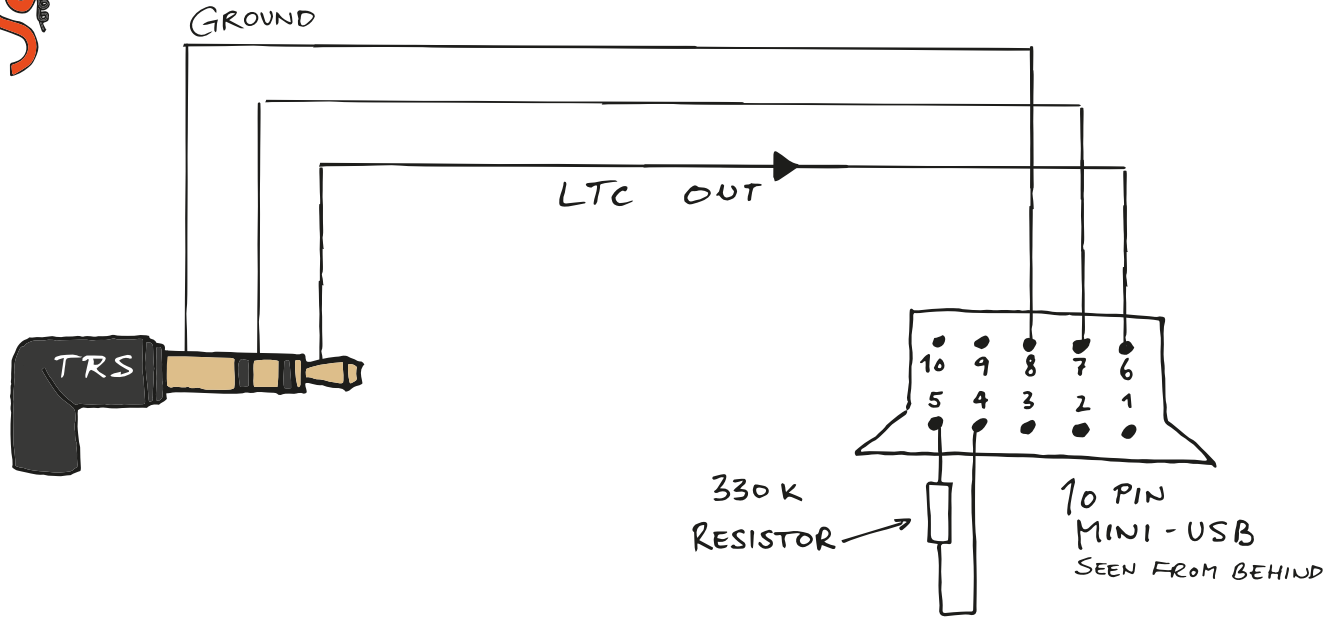 GROUND
LTC OUT
TRS
10 9 8 7 6
5 4 3 2 1
330 K
RESISTOR
10 PIN
MINI-USB
SEEN FROM BEHIND